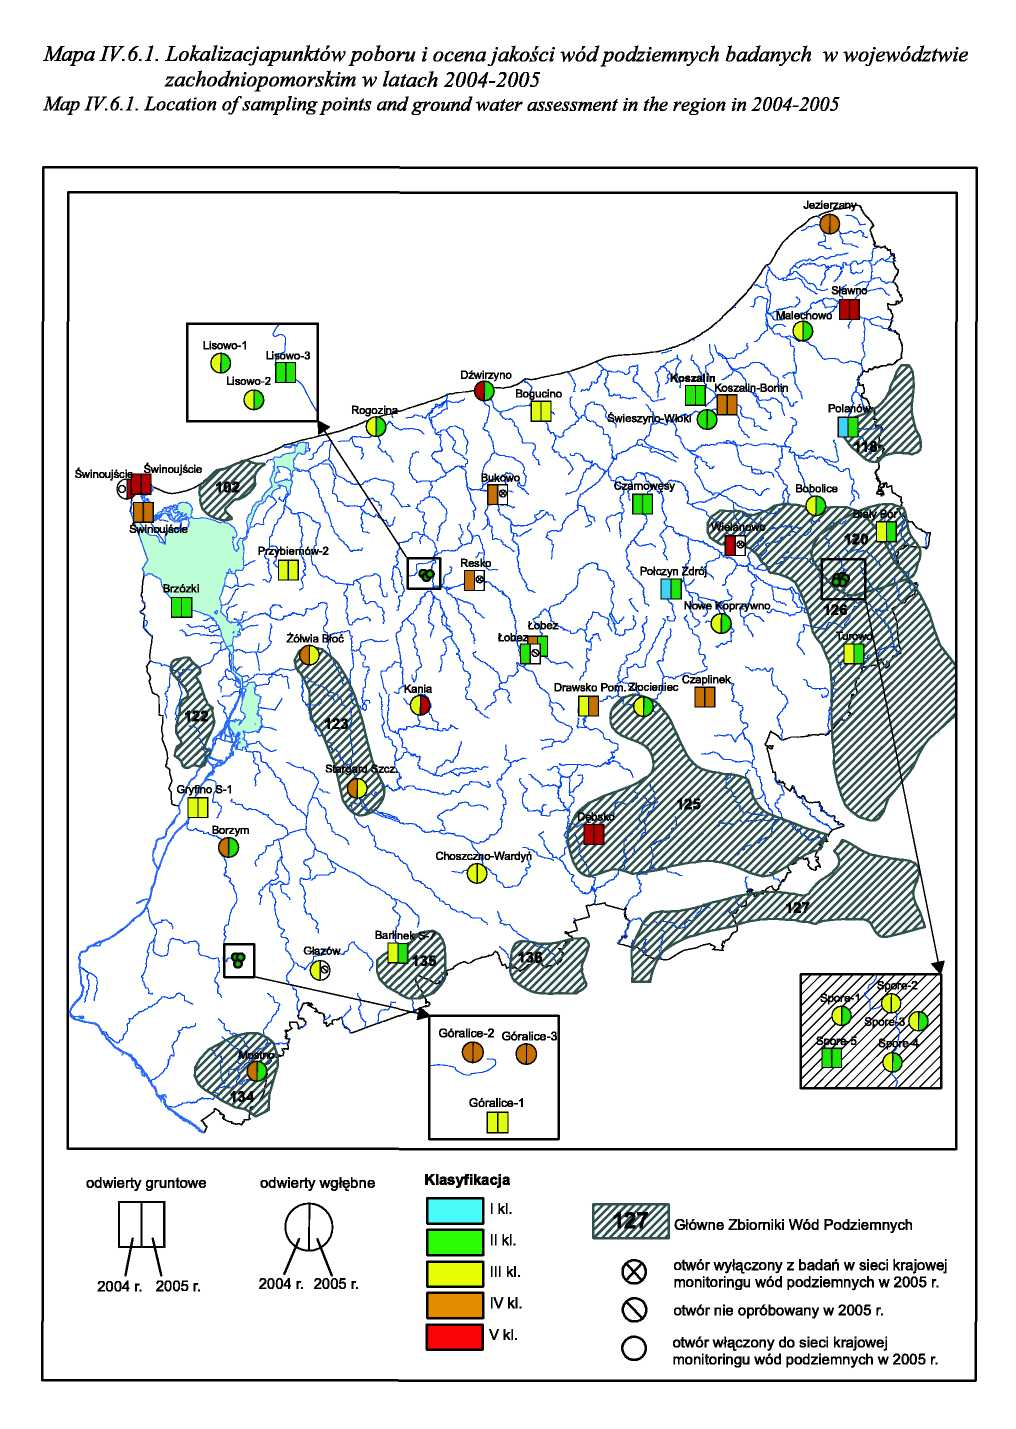 Mapa IV.6.1. Lokalizacjapunktów poboru i ocena jakości wód podziemnych badanych w województwie
zachodniopomorskim w latach 2004-2005
Map IV.6.1. Location of sampling points and ground water assessment in the region in 2004-2005
Jezierzany
Sławno
Malechowo
Lisowo-1
Lisowo-3
Lisowo-2
Dźwirzyno
Bogucino
Koszalin
Koszalin-Bonin
Rogozina
Świeszyno-Włoki
Polanów
118
Świnoujście
Świnoujście
102
Świnoujście
Bukowo
Czarnowęsy
Bobolice
Wielanowo
Biały Bór
120
Przybiernów-2
Resko
Połczyn Zdrój
Brzózki
Nowe Koprzywno
126
Żółwia Błoć
Łobez
Łobez
Turowo
Kania
Drawsko Pom.
Złocieniec
Czaplinek
122
123
Stargard Szcz.
Gryfino S-1
125
Borzym
Dębsko
Choszczno-Wardyń
127
Głazów
Barlinek S-7
135
136
Spore-2
Spore-1
Spore-3
Spore-5
Spore-4
Góralice-2
Góralice-3
Góralice-1
134
odwierty gruntowe
2004 r. 2005 r.
odwierty wgłębne
2004 r. 2005 r.
Klasyfikacja
I kl.
II kl.
III kl.
IV kl.
V kl.
127
Główne Zbiorniki Wód Podziemnych
otwór wyłączony z badań w sieci krajowej
monitoringu wód podziemnych w 2005 r.
otwór nie opróbowany w 2005 r.
otwór włączony do sieci krajowej
monitoringu wód podziemnych w 2005 r.